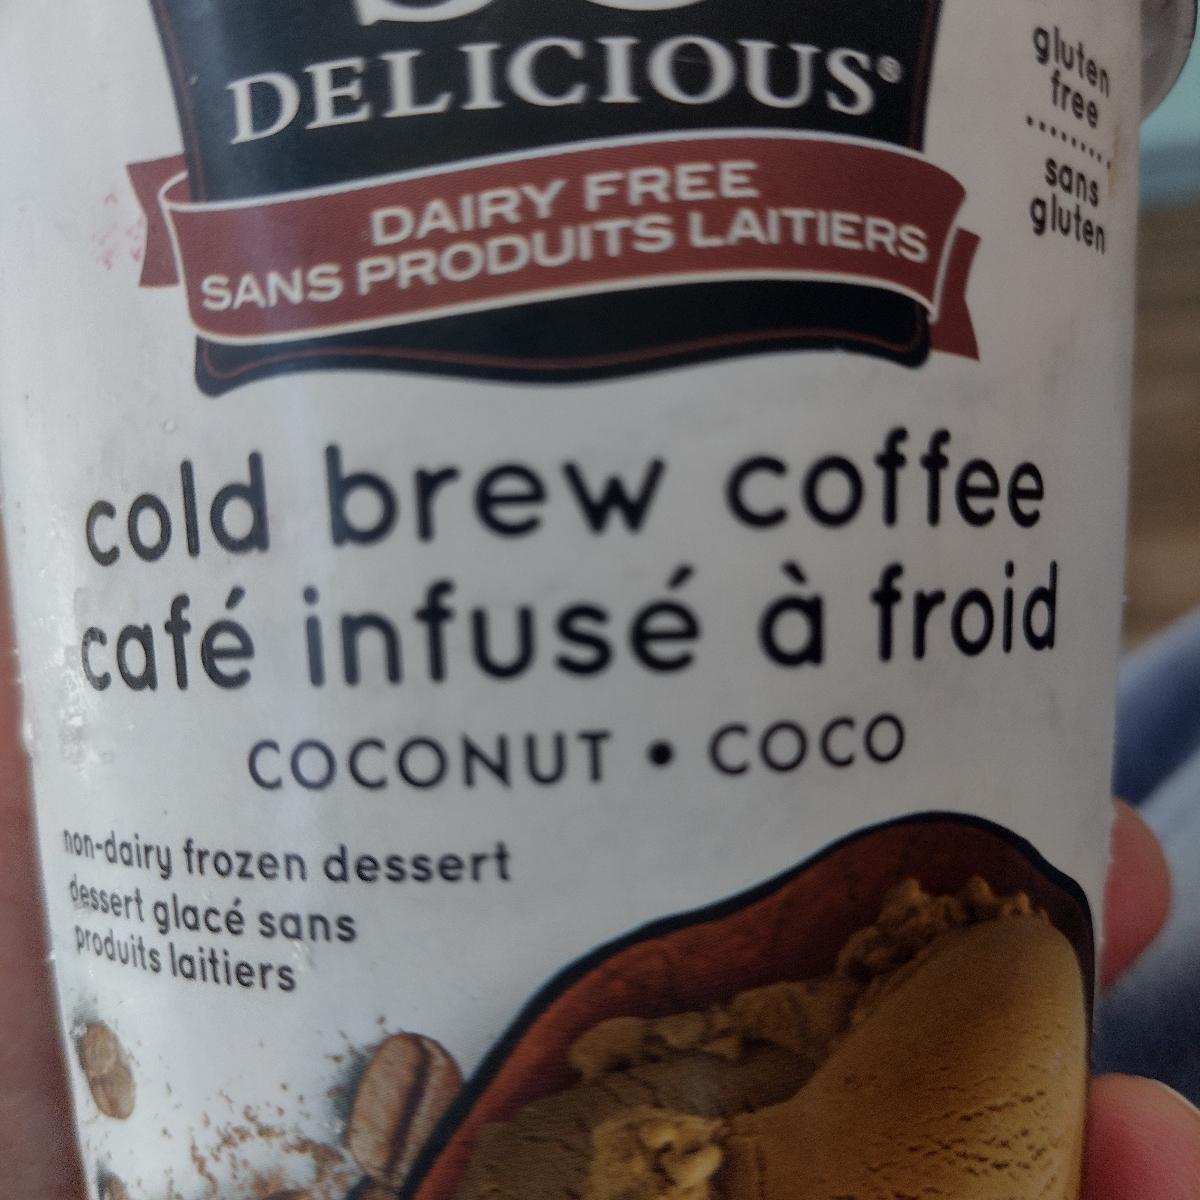 DELICIOUS®
DAIRY FREE
SANS PRODUITS LAITIERS
gluten
free
sans
gluten
cold brew coffee
café infusé à froid
COCONUT • COCO
non-dairy frozen dessert
dessert glacé sans
produits laitiers